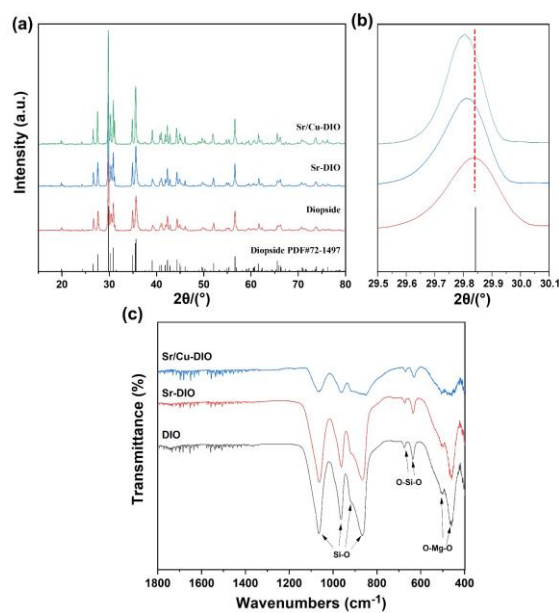 (a)
Intensity (a.u.)
Sr/Cu-DIO
Sr-DIO
Diopside
Diopside PDF#72-1497
20 30 40 50 60 70 80
2θ/(°)
(b)
29.5 29.6 29.7 29.8 29.9 30.0 30.1
2θ/(°)
(c)
Transmittance (%)
Sr/Cu-DIO
Sr-DIO
DIO
O-Si-O
Si-O
O-Mg-O
1800 1600 1400 1200 1000 800 600 400
Wavenumbers (cm⁻¹)